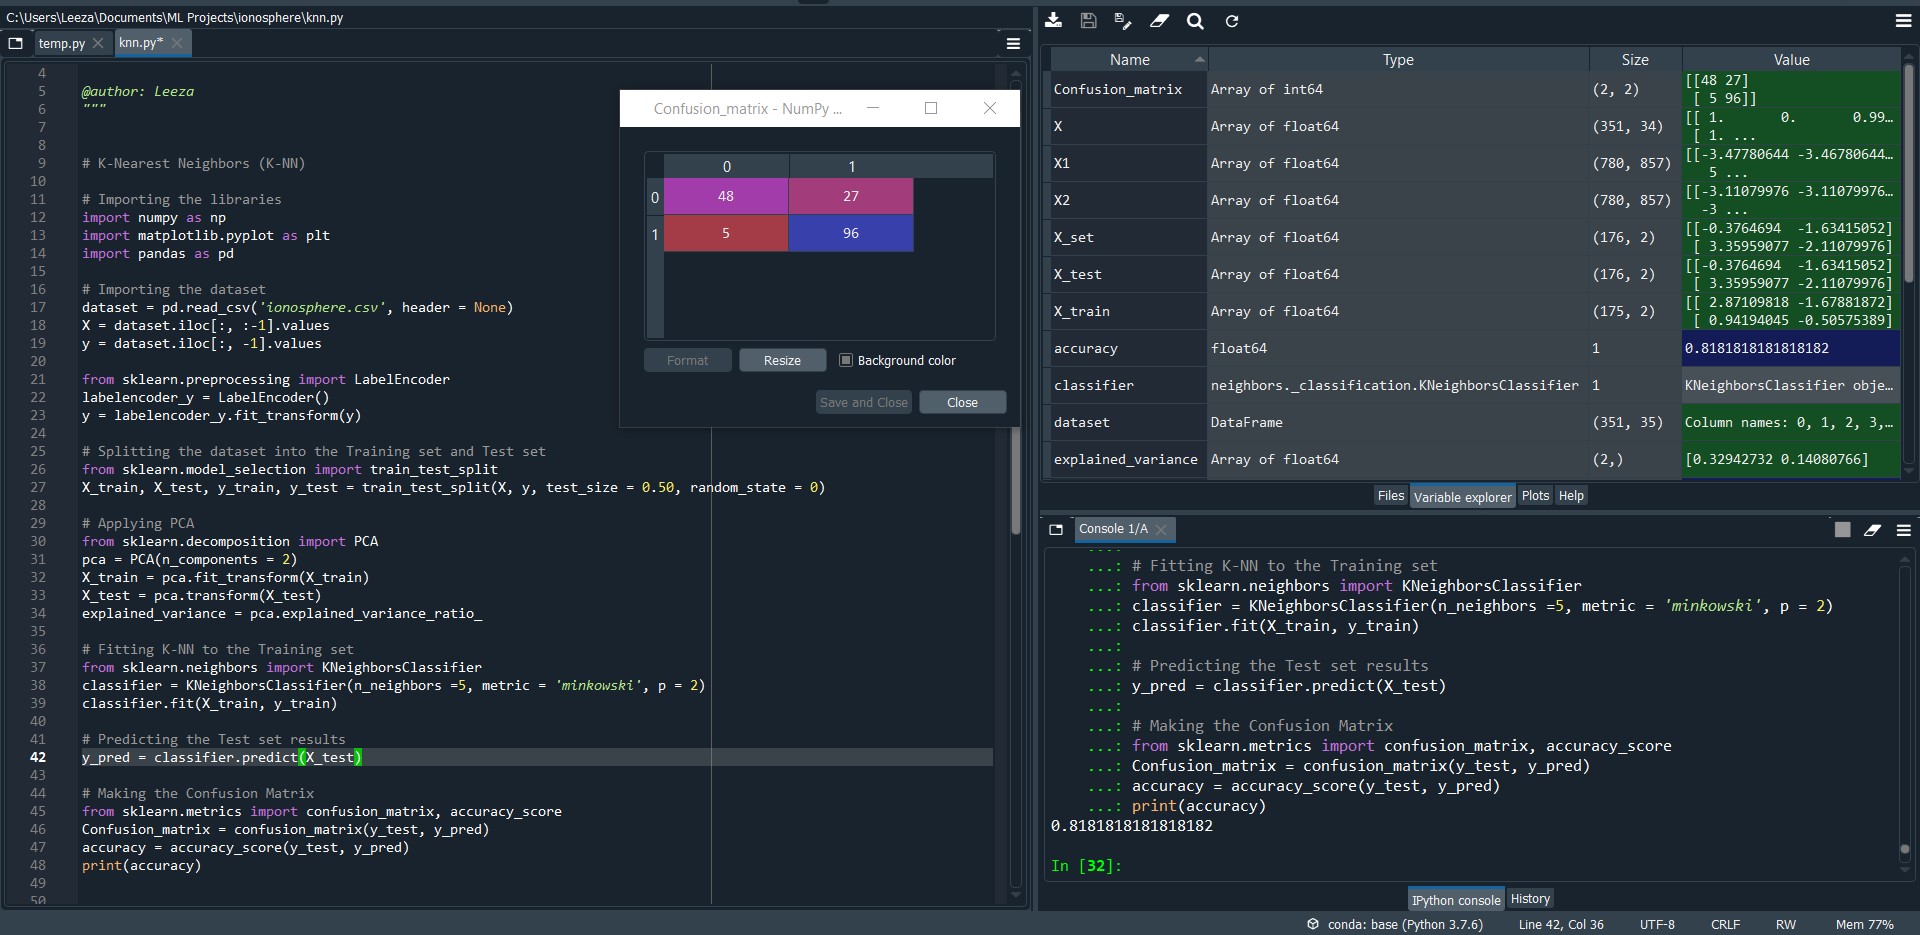 C:\Users\Leeza\Documents\ML Projects\ionosphere\knn.py
temp.py
knn.py*
4
5 @author: Leeza
6 """
7
8
9 # K-Nearest Neighbors (K-NN)
10
11 # Importing the libraries
12 import numpy as np
13 import matplotlib.pyplot as plt
14 import pandas as pd
15
16 # Importing the dataset
17 dataset = pd.read_csv('ionosphere.csv', header = None)
18 X = dataset.iloc[:, :-1].values
19 y = dataset.iloc[:, -1].values
20
21 from sklearn.preprocessing import LabelEncoder
22 labelencoder_y = LabelEncoder()
23 y = labelencoder_y.fit_transform(y)
24
25 # Splitting the dataset into the Training set and Test set
26 from sklearn.model_selection import train_test_split
27 X_train, X_test, y_train, y_test = train_test_split(X, y, test_size = 0.50, random_state = 0)
28
29 # Applying PCA
30 from sklearn.decomposition import PCA
31 pca = PCA(n_components = 2)
32 X_train = pca.fit_transform(X_train)
33 X_test = pca.transform(X_test)
34 explained_variance = pca.explained_variance_ratio_
35
36 # Fitting K-NN to the Training set
37 from sklearn.neighbors import KNeighborsClassifier
38 classifier = KNeighborsClassifier(n_neighbors =5, metric = 'minkowski', p = 2)
39 classifier.fit(X_train, y_train)
40
41 # Predicting the Test set results
42 y_pred = classifier.predict(X_test)
43
44 # Making the Confusion Matrix
45 from sklearn.metrics import confusion_matrix, accuracy_score
46 Confusion_matrix = confusion_matrix(y_test, y_pred)
47 accuracy = accuracy_score(y_test, y_pred)
48 print(accuracy)
49
50
Confusion_matrix - NumPy ...
0 1
0 48 27
1 5 96
Format Resize Background color
Save and Close Close
Name Type Size Value
Confusion_matrix Array of int64 (2, 2) [[48 27]
[ 5 96]]
X Array of float64 (351, 34) [[ 1. 0. 0.99…
[ 1. ...
X1 Array of float64 (780, 857) [[-3.47780644 -3.46780644…
5 ...
X2 Array of float64 (780, 857) [[-3.11079976 -3.11079976…
-3 ...
X_set Array of float64 (176, 2) [[-0.3764694 -1.63415052]
[ 3.35959077 -2.11079976]
X_test Array of float64 (176, 2) [[-0.3764694 -1.63415052]
[ 3.35959077 -2.11079976]
X_train Array of float64 (175, 2) [[ 2.87109818 -1.67881872]
[ 0.94194045 -0.50575389]
accuracy float64 1 0.8181818181818182
classifier neighbors._classification.KNeighborsClassifier 1 KNeighborsClassifier obje…
dataset DataFrame (351, 35) Column names: 0, 1, 2, 3,…
explained_variance Array of float64 (2,) [0.32942732 0.14080766]
Files Variable explorer Plots Help
Console 1/A
...:
...: # Fitting K-NN to the Training set
...: from sklearn.neighbors import KNeighborsClassifier
...: classifier = KNeighborsClassifier(n_neighbors =5, metric = 'minkowski', p = 2)
...: classifier.fit(X_train, y_train)
...:
...: # Predicting the Test set results
...: y_pred = classifier.predict(X_test)
...:
...: # Making the Confusion Matrix
...: from sklearn.metrics import confusion_matrix, accuracy_score
...: Confusion_matrix = confusion_matrix(y_test, y_pred)
...: accuracy = accuracy_score(y_test, y_pred)
...: print(accuracy)
0.8181818181818182
In [32]:
IPython console History
conda: base (Python 3.7.6) Line 42, Col 36 UTF-8 CRLF RW Mem 77%